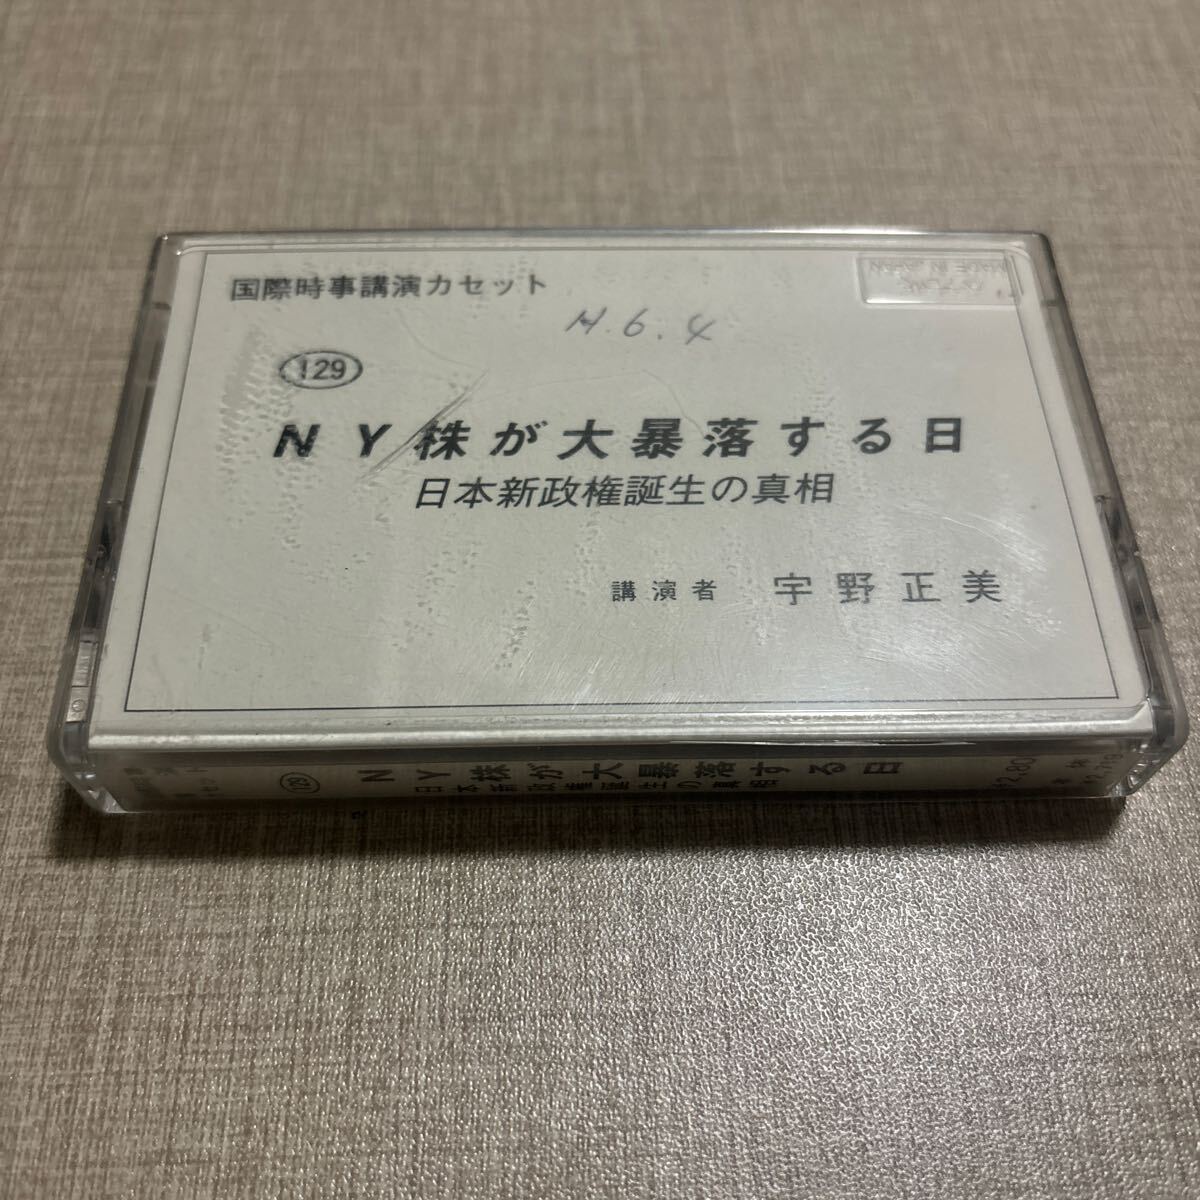 国際時事講演カセット
H.6.4
129
NY株が大暴落する日
日本新政権誕生の真相
講演者 宇野正美
129 NY株が大暴落する日
日本新政権誕生の真相